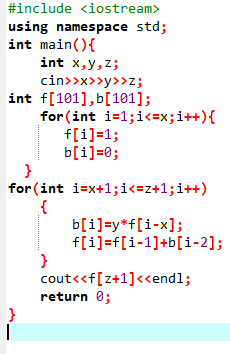 #include <iostream>
using namespace std;
int main(){
    int x,y,z;
    cin>>x>>y>>z;
int f[101],b[101];
    for(int i=1;i<=x;i++){
       f[i]=1;
       b[i]=0;
  }
for(int i=x+1;i<=z+1;i++)
    {
        b[i]=y*f[i-x];
        f[i]=f[i-1]+b[i-2];
    }
    cout<<f[z+1]<<endl;
    return 0;
}